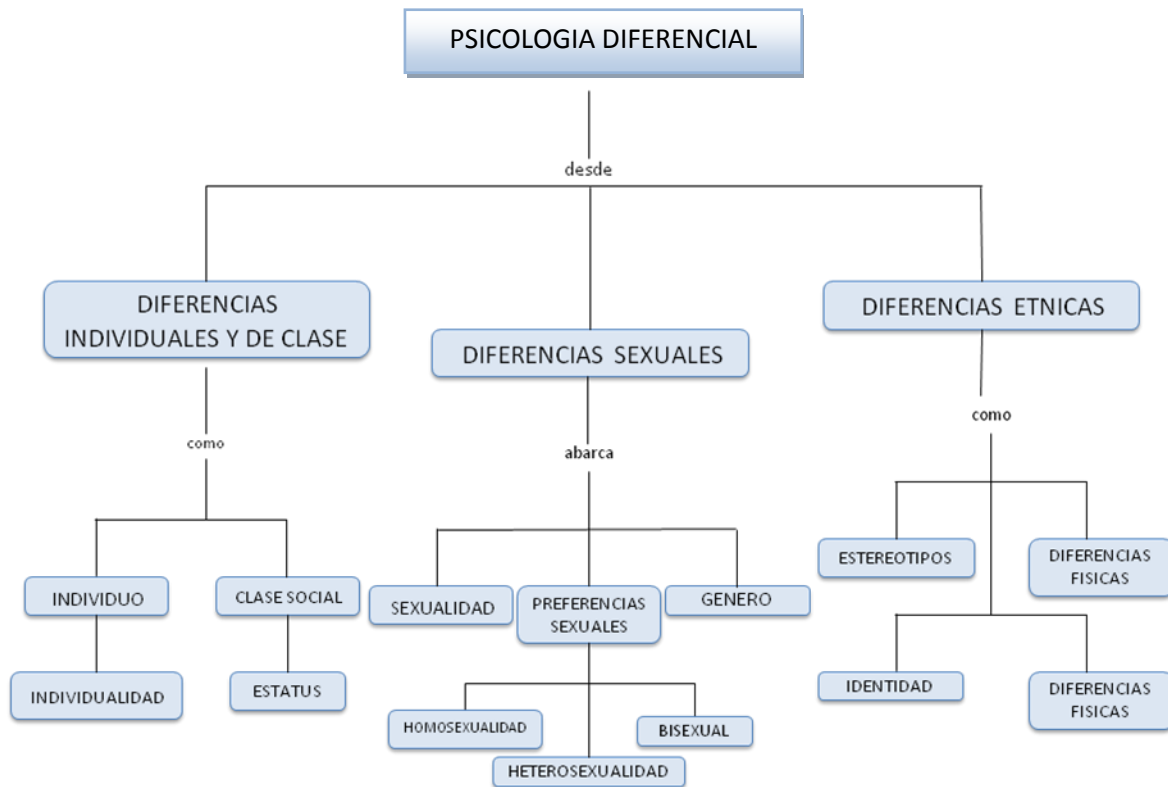 PSICOLOGIA DIFERENCIAL
desde
DIFERENCIAS
INDIVIDUALES Y DE CLASE
DIFERENCIAS SEXUALES
DIFERENCIAS ETNICAS
como
abarca
como
INDIVIDUO
CLASE SOCIAL
SEXUALIDAD
PREFERENCIAS
SEXUALES
GENERO
ESTEREOTIPOS
DIFERENCIAS
FISICAS
INDIVIDUALIDAD
ESTATUS
HOMOSEXUALIDAD
BISEXUAL
HETEROSEXUALIDAD
IDENTIDAD
DIFERENCIAS
FISICAS